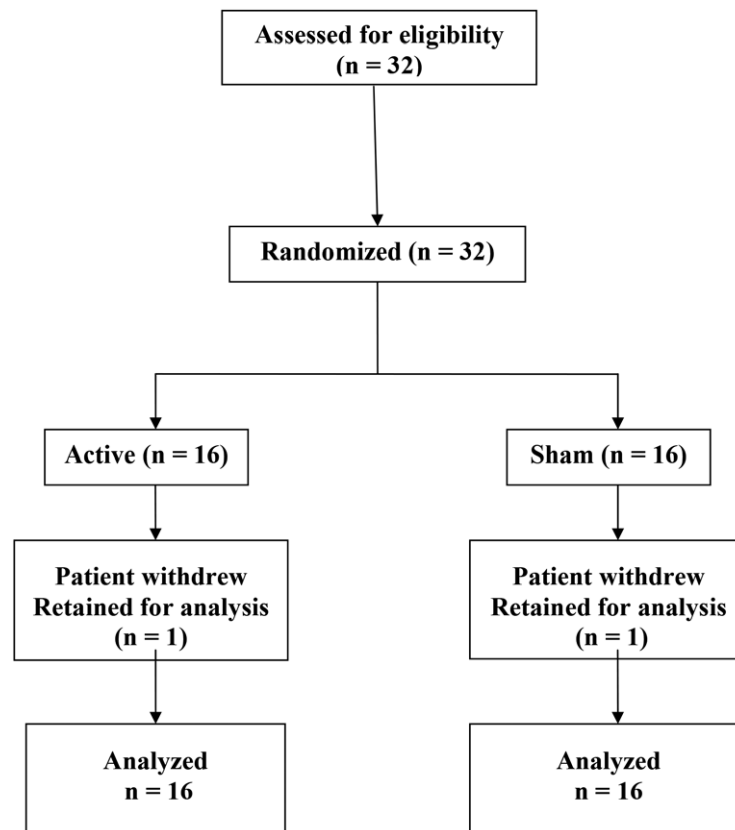 Assessed for eligibility
(n = 32)
Randomized (n = 32)
Active (n = 16)
Sham (n = 16)
Patient withdrew
Retained for analysis
(n = 1)
Patient withdrew
Retained for analysis
(n = 1)
Analyzed
n = 16
Analyzed
n = 16